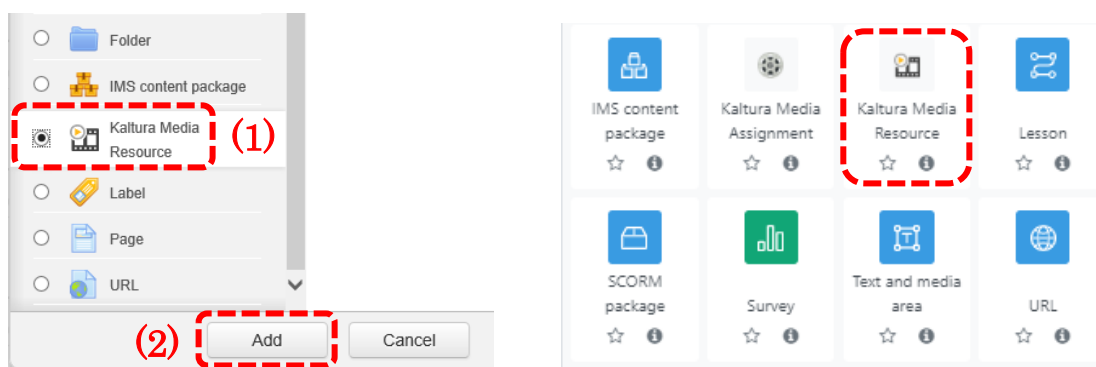 Folder
IMS content package
Kaltura Media
Resource
(1)
Label
Page
URL
(2)
Add
Cancel
IMS content
package
Kaltura Media
Assignment
Kaltura Media
Resource
Lesson
SCORM
package
Survey
Text and media
area
URL